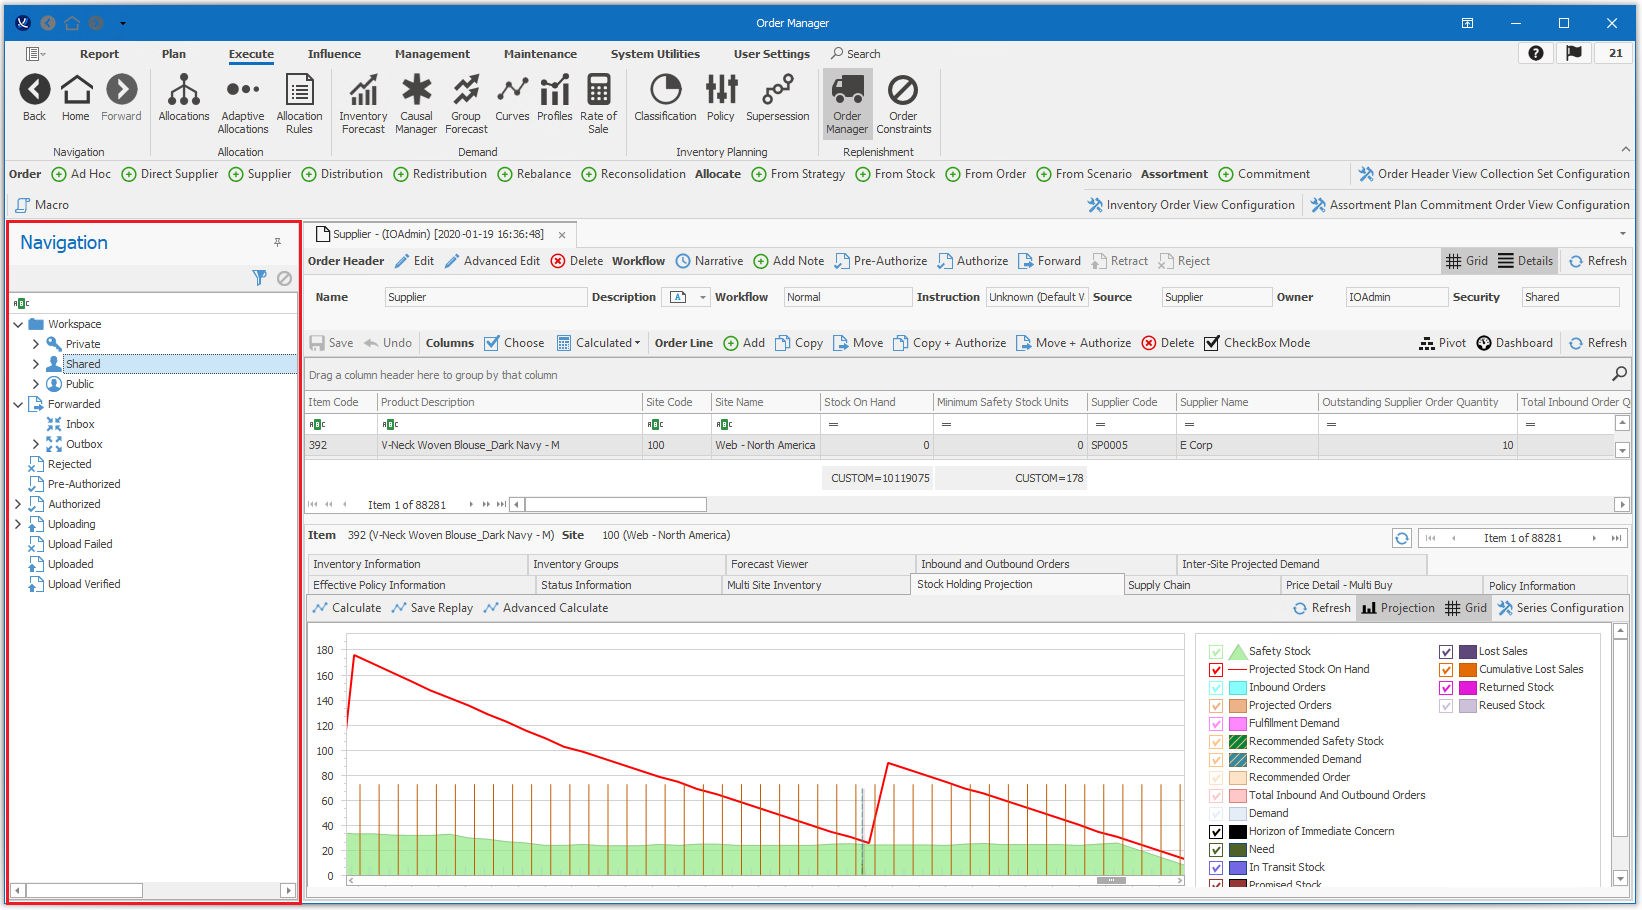 Order Manager
Report Plan Execute Influence Management Maintenance System Utilities User Settings Search 21
Back Home Forward Allocations Adaptive Allocations Allocation Rules Inventory Forecast Causal Manager Group Forecast Curves Profiles Rate of Sale Classification Policy Supersession Order Manager Order Constraints
Navigation Allocation Demand Inventory Planning Replenishment
Order Ad Hoc Direct Supplier Supplier Distribution Redistribution Rebalance Reconsolidation Allocate From Strategy From Stock From Order From Scenario Assortment Commitment Order Header View Collection Set Configuration
Macro Inventory Order View Configuration Assortment Plan Commitment Order View Configuration
Navigation
ABC
Workspace
Private
Shared
Public
Forwarded
Inbox
Outbox
Rejected
Pre-Authorized
Authorized
Uploading
Upload Failed
Uploaded
Upload Verified
Supplier - (IOAdmin) [2020-01-19 16:36:48]
Order Header Edit Advanced Edit Delete Workflow Narrative Add Note Pre-Authorize Authorize Forward Retract Reject Grid Details Refresh
Name Supplier Description A Workflow Normal Instruction Unknown (Default V Source Supplier Owner IOAdmin Security Shared
Save Undo Columns Choose Calculated Order Line Add Copy Move Copy + Authorize Move + Authorize Delete CheckBox Mode Pivot Dashboard Refresh
Drag a column header here to group by that column
Item Code Product Description Site Code Site Name Stock On Hand Minimum Safety Stock Units Supplier Code Supplier Name Outstanding Supplier Order Quantity Total Inbound Order Q
ABC ABC ABC ABC = = = = = =
392 V-Neck Woven Blouse_Dark Navy - M 100 Web - North America 0 0 SP0005 E Corp 10
CUSTOM=10119075 CUSTOM=178
Item 1 of 88281
Item 392 (V-Neck Woven Blouse_Dark Navy - M) Site 100 (Web - North America) Item 1 of 88281
Inventory Information Inventory Groups Forecast Viewer Inbound and Outbound Orders Inter-Site Projected Demand
Effective Policy Information Status Information Multi Site Inventory Stock Holding Projection Supply Chain Price Detail - Multi Buy Policy Information
Calculate Save Replay Advanced Calculate Refresh Projection Grid Series Configuration
180
160
140
120
100
80
60
40
20
0
Safety Stock
Projected Stock On Hand
Inbound Orders
Projected Orders
Fulfillment Demand
Recommended Safety Stock
Recommended Demand
Recommended Order
Total Inbound And Outbound Orders
Demand
Horizon of Immediate Concern
Need
In Transit Stock
Promised Stock
Lost Sales
Cumulative Lost Sales
Returned Stock
Reused Stock